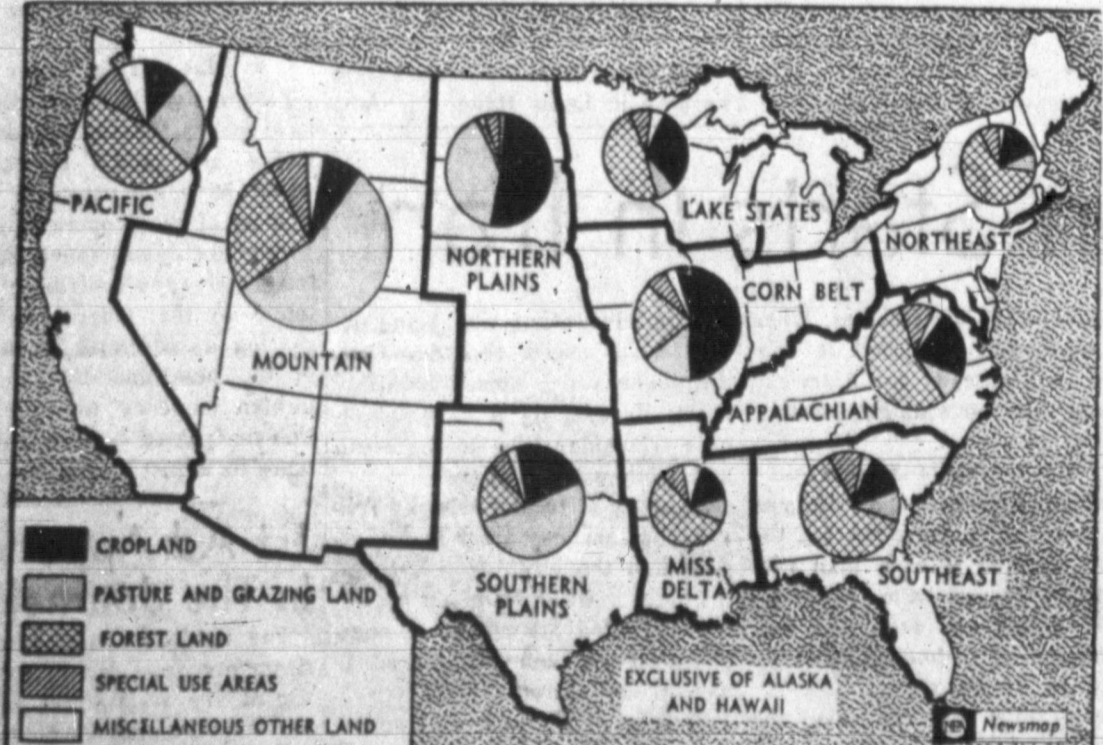 PACIFIC
MOUNTAIN
NORTHERN
PLAINS
LAKE STATES
NORTHEAST
CORN BELT
APPALACHIAN
SOUTHERN
PLAINS
MISS.
DELTA
SOUTHEAST
CROPLAND
PASTURE AND GRAZING LAND
FOREST LAND
SPECIAL USE AREAS
MISCELLANEOUS OTHER LAND
EXCLUSIVE OF ALASKA
AND HAWAII
NEA Newsmap